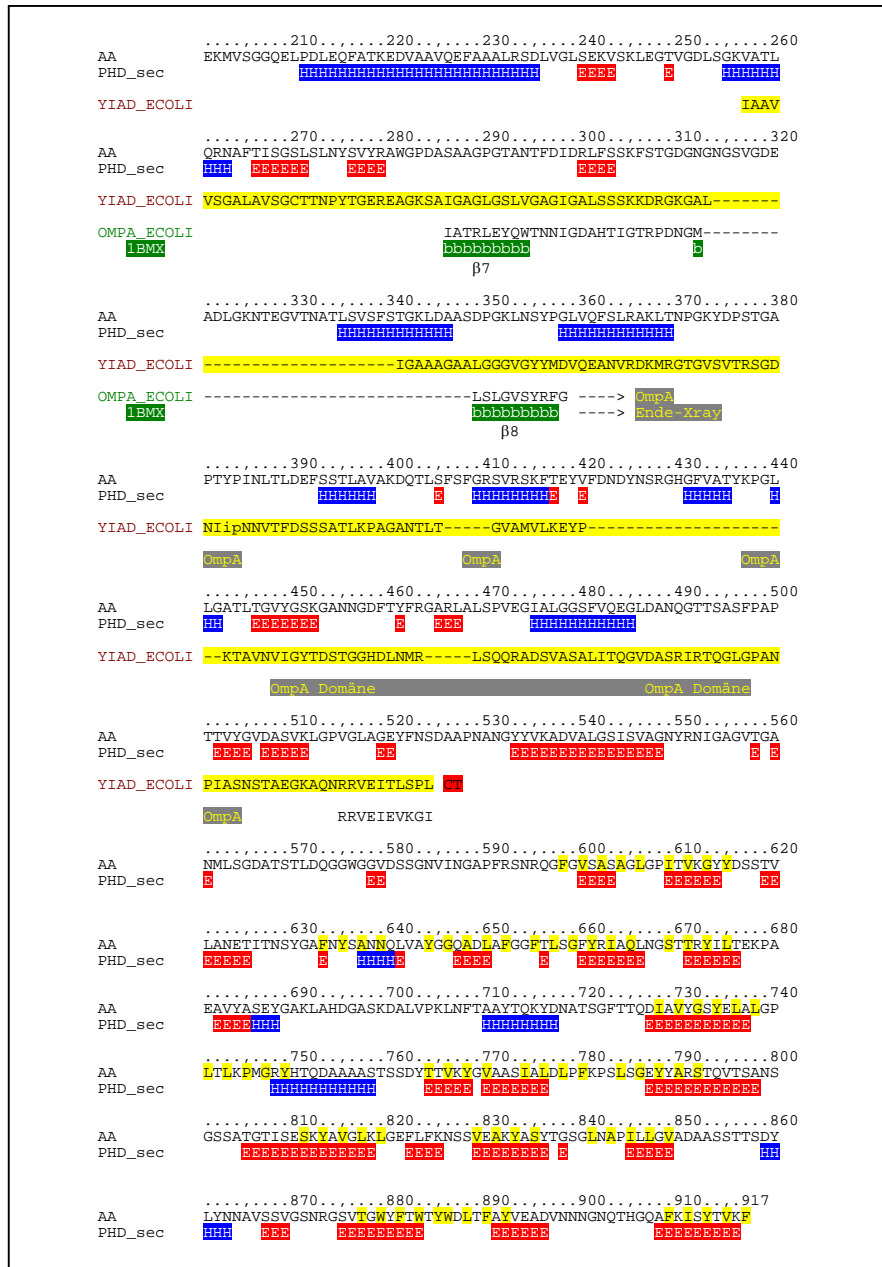 ....,....210...,....220...,....230...,....240...,....250...,....260
AA EKMVSGGQELPDLEQFATKEDVAAVQEFAAALRSDLVGLSEKVSKLEGTVGDLSGKVATL
PHD_sec HHHHHHHHHHHHHHHHHHHHHHHHH EEEE E HHHHHH
YIAD_ECOLI IAAV
....,....270...,....280...,....290...,....300...,....310...,....320
AA QRNAFTISGSLSLNYSVYRAWGPDASAAGPGTANTFDIDRLFSSKFSTGDGNGNGSVGDE
PHD_sec HHH EEEEEE EEEE EEEE
YIAD_ECOLI VSGALAVSGCTTNPYTGEREAGKSAIGAGLGSLVGAGIGALSSSKKDRGKGAL-------
OMPA_ECOLI IATRLEYQWTNNIGDAHTIGTRPDNGM--------
1BMX bbbbbbbbb b
β7
....,....330...,....340...,....350...,....360...,....370...,....380
AA ADLGKNTEGVTNATLSVSFSTGKLDAASDPGKLNSYPGLVQFSLRAKLTNPGKYDPSTGA
PHD_sec HHHHHHHHHHHH HHHHHHHHHHHH
YIAD_ECOLI --------------------IGAAAGAALGGGVGYYMDVQEANVRDKMRGTGVSVTRSGD
OMPA_ECOLI ----------------------------LSLGVSYRFG ----> OmpA
1BMX bbbbbbbbb ----> Ende-Xray
β8
....,....390...,....400...,....410...,....420...,....430...,....440
AA PTYPINLTLDEFSSTLAVAKDQTLSFSFGRSVRSKFTEYVFDNDYNSRGHGFVATYKPGL
PHD_sec HHHHHH E HHHHHHHHE E HHHHH H
YIAD_ECOLI NIipNNVTFDSSSATLKPAGANTLT-----GVAMVLKEYP--------------------
OmpA OmpA OmpA
....,....450...,....460...,....470...,....480...,....490...,....500
AA LGATLTGVYGSKGANNGDFTYFRGARLALSPVEGIALGGSFVQEGLDANQGTTSASFPAP
PHD_sec HH EEEEEEE E EEE HHHHHHHHHHH
YIAD_ECOLI --KTAVNVIGYTDSTGGHDLNMR-----LSQQRADSVASALITQGVDASRIRTQGLGPAN
OmpA Domäne OmpA Domäne
....,....510...,....520...,....530...,....540...,....550...,....560
AA TTVYGVDASVKLGPVGLAGEYFNSDAAPNANGYYVKADVALGSISVAGNYRNIGAGVTGA
PHD_sec EEEE EEEEE EE EEEEEEEEEEEEEEEE E E
YIAD_ECOLI PIASNSTAEGKAQNRRVEITLSPL CT
OmpA RRVEIEVKGI
....,....570...,....580...,....590...,....600...,....610...,....620
AA NMLSGDATSTLDQGGWGGVDSSGNVINGAPFRSNRQGFGVSASAGLGPITVKGYYDSSTV
PHD_sec E EE EEEE EEEEEE EE
....,....630...,....640...,....650...,....660...,....670...,....680
AA LANETITNSYGAFNYSANNQLVAYGGQADLAFGGFTLSGFYRIAQLNGSTTRYILTEKPA
PHD_sec EEEEE E HHHHE EEEE E EEEEEEE EEEEEE
....,....690...,....700...,....710...,....720...,....730...,....740
AA EAVYASEYGAKLAHDGASKDALVPKLNFTAAYTQKYDNATSGFTTQDIAVYGSYELALGP
PHD_sec EEEEHHH HHHHHHHH EEEEEEEEEEE
....,....750...,....760...,....770...,....780...,....790...,....800
AA LTLKPMGRYHTQDAAAASTSSDYTTVKYGVAASIALDLPFKPSLSGEYYARSTQVTSANS
PHD_sec HHHHHHHHHHH EEEEE EEEEEEE EEEEEEEEEEEE
....,....810...,....820...,....830...,....840...,....850...,....860
AA GSSATGTISESKYAVGLKLGEFLFKNSSVEAKYASYTGSGLNAPILLGVADAASSTTSDY
PHD_sec EEEEEEEEEEEEEE EEEE EEEEEEEE E EEEEE HH
....,....870...,....880...,....890...,....900...,....910...,.917
AA LYNNAVSSVGSNRGSVTGWYFTWTYWDLTFAYVEADVNNNGNQTHGQAFKISYTVKF
PHD_sec HHH EEE EEEEEEEEE EEEEEE EEEEEEEEE